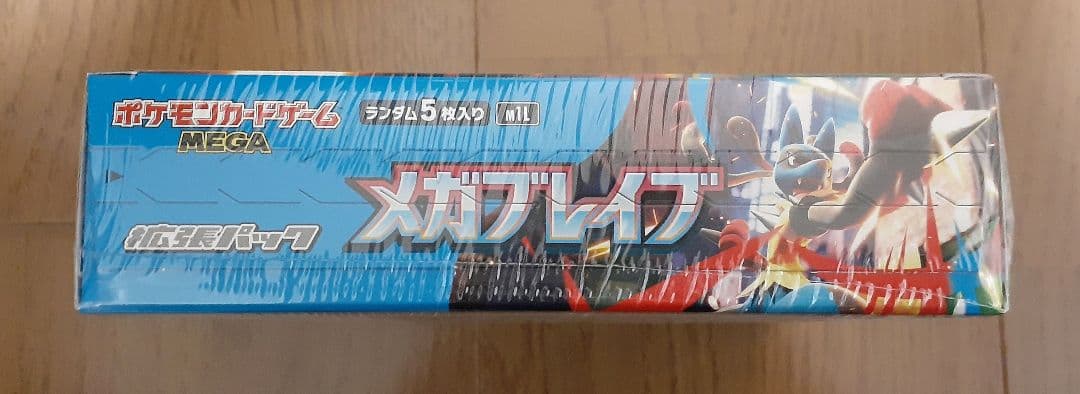 ポケモンカードゲーム
MEGA
ランダム5枚入り M1L
メガブレイブ
拡張パック